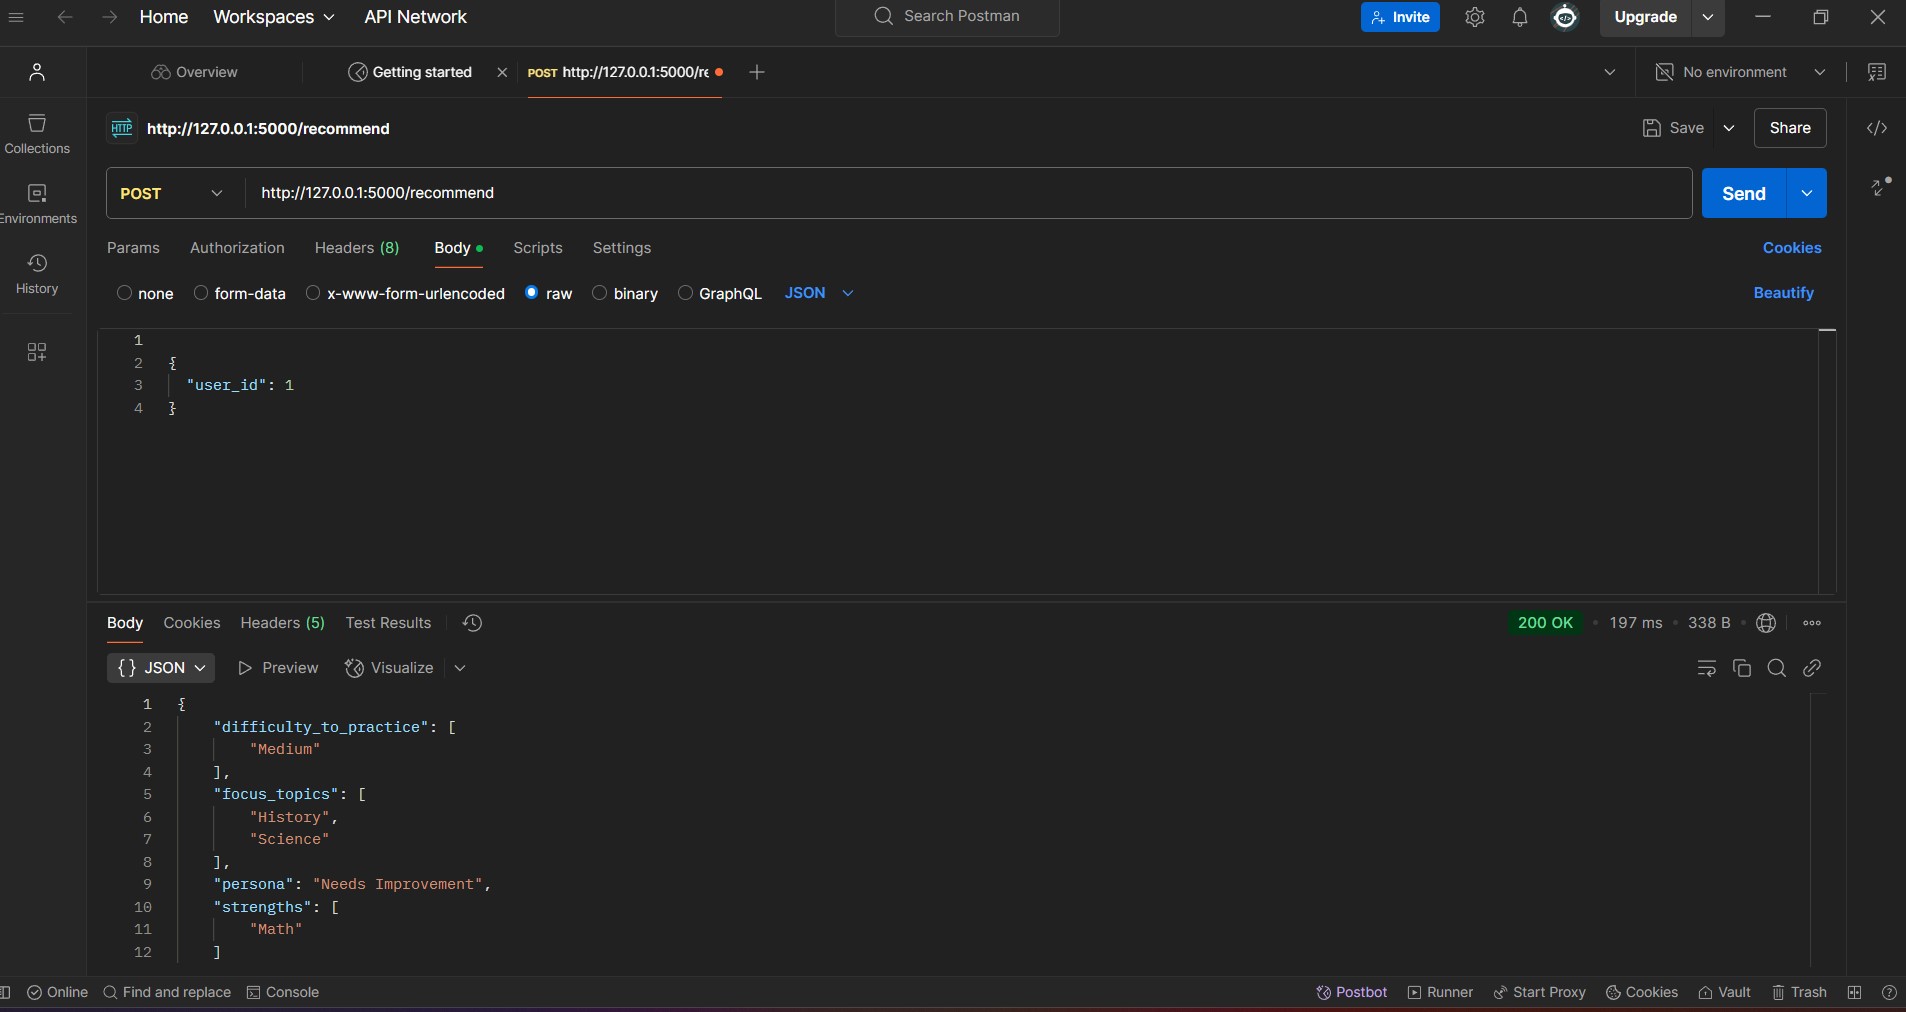 Home Workspaces API Network Search Postman Invite Upgrade
Overview Getting started POST http://127.0.0.1:5000/re No environment
HTTP http://127.0.0.1:5000/recommend Save Share
Collections
POST http://127.0.0.1:5000/recommend Send
Environments
Params Authorization Headers (8) Body Scripts Settings Cookies
History
none form-data x-www-form-urlencoded raw binary GraphQL JSON Beautify
1
2 {
3 "user_id": 1
4 }
Body Cookies Headers (5) Test Results 200 OK • 197 ms • 338 B
{} JSON Preview Visualize
1 {
2 "difficulty_to_practice": [
3 "Medium"
4 ],
5 "focus_topics": [
6 "History",
7 "Science"
8 ],
9 "persona": "Needs Improvement",
10 "strengths": [
11 "Math"
12 ]
Online Find and replace Console Postbot Runner Start Proxy Cookies Vault Trash